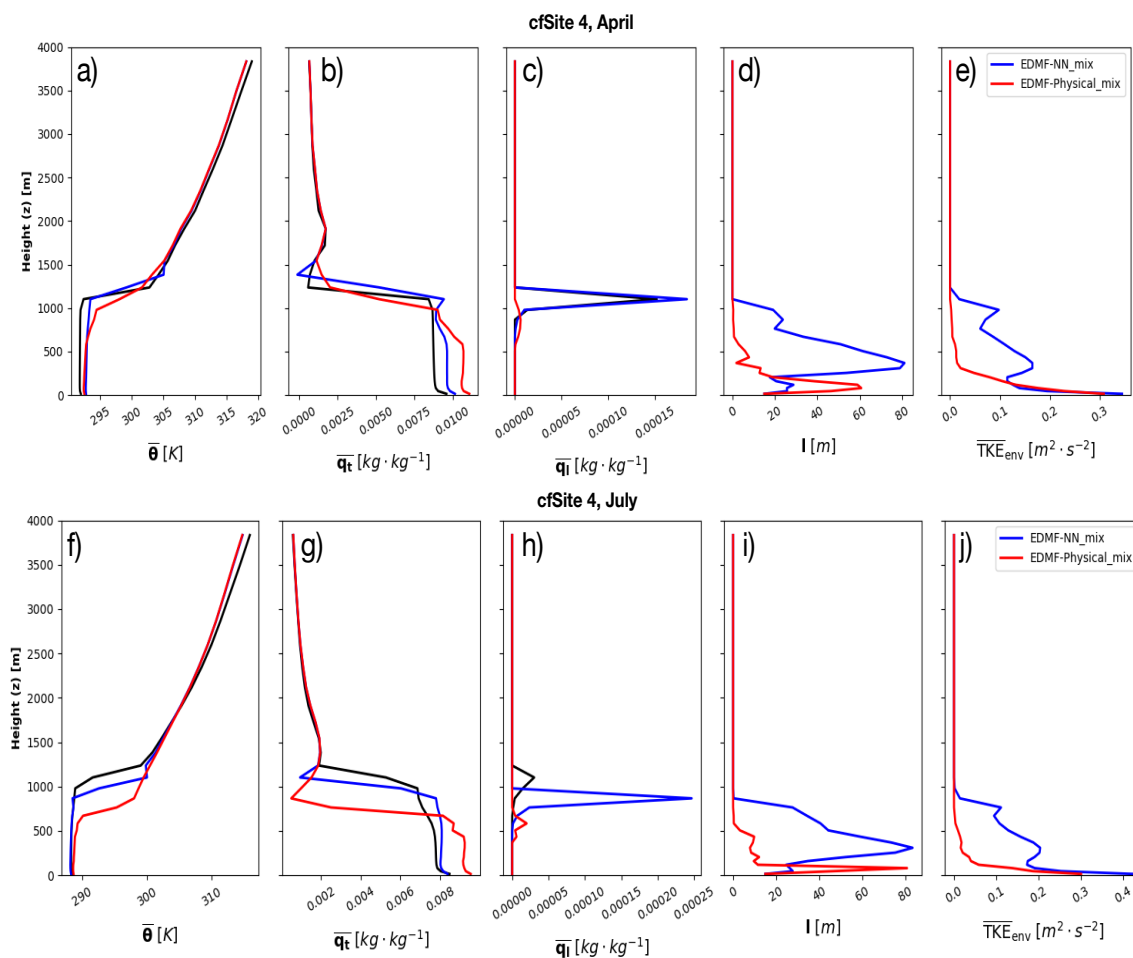 cfSite 4, April
a) b) c) d) e)
EDMF-NN_mix
EDMF-Physical_mix
Height (z) [m]
4000
3500
3000
2500
2000
1500
1000
500
0
295 300 305 310 315 320
0.0000 0.0025 0.0050 0.0075 0.0100
0.00000 0.00005 0.00010 0.00015
0 20 40 60 80
0.0 0.1 0.2 0.3
θ̅ [K]
q̅t̅ [kg · kg⁻¹]
q̅l̅ [kg · kg⁻¹]
l [m]
T̅K̅E̅env [m² · s⁻²]
cfSite 4, July
f) g) h) i) j)
EDMF-NN_mix
EDMF-Physical_mix
Height (z) [m]
4000
3500
3000
2500
2000
1500
1000
500
0
290 300 310
0.002 0.004 0.006 0.008
0.00000 0.00005 0.00010 0.00015 0.00020 0.00025
0 20 40 60 80
0.0 0.1 0.2 0.3 0.4
θ̅ [K]
q̅t̅ [kg · kg⁻¹]
q̅l̅ [kg · kg⁻¹]
l [m]
T̅K̅E̅env [m² · s⁻²]